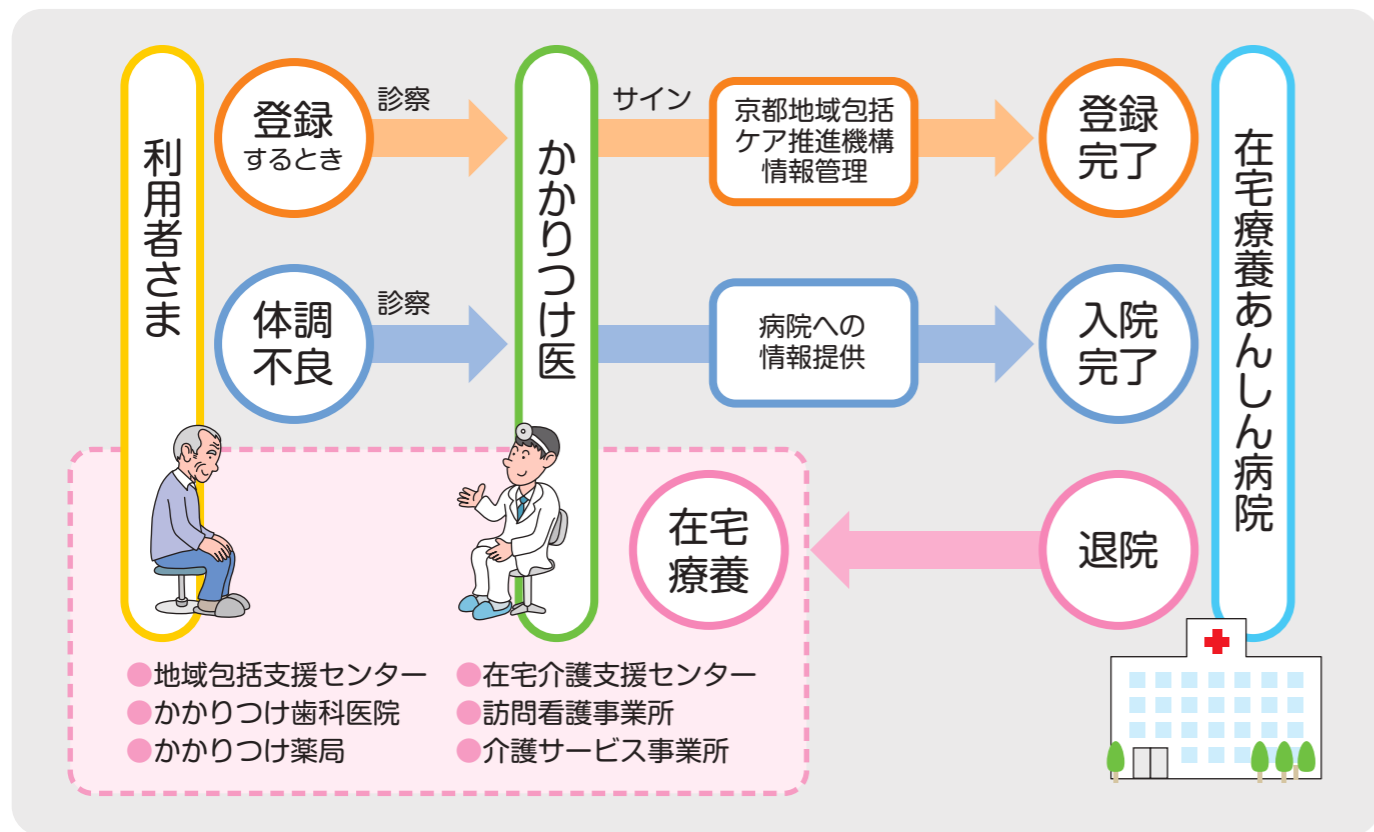 利用者さま
登録
するとき
診察
かかりつけ医
サイン
京都地域包括
ケア推進機構
情報管理
登録
完了
在宅療養あんしん病院
体調
不良
診察
病院への
情報提供
入院
完了
在宅
療養
退院
●地域包括支援センター
●かかりつけ歯科医院
●かかりつけ薬局
●在宅介護支援センター
●訪問看護事業所
●介護サービス事業所